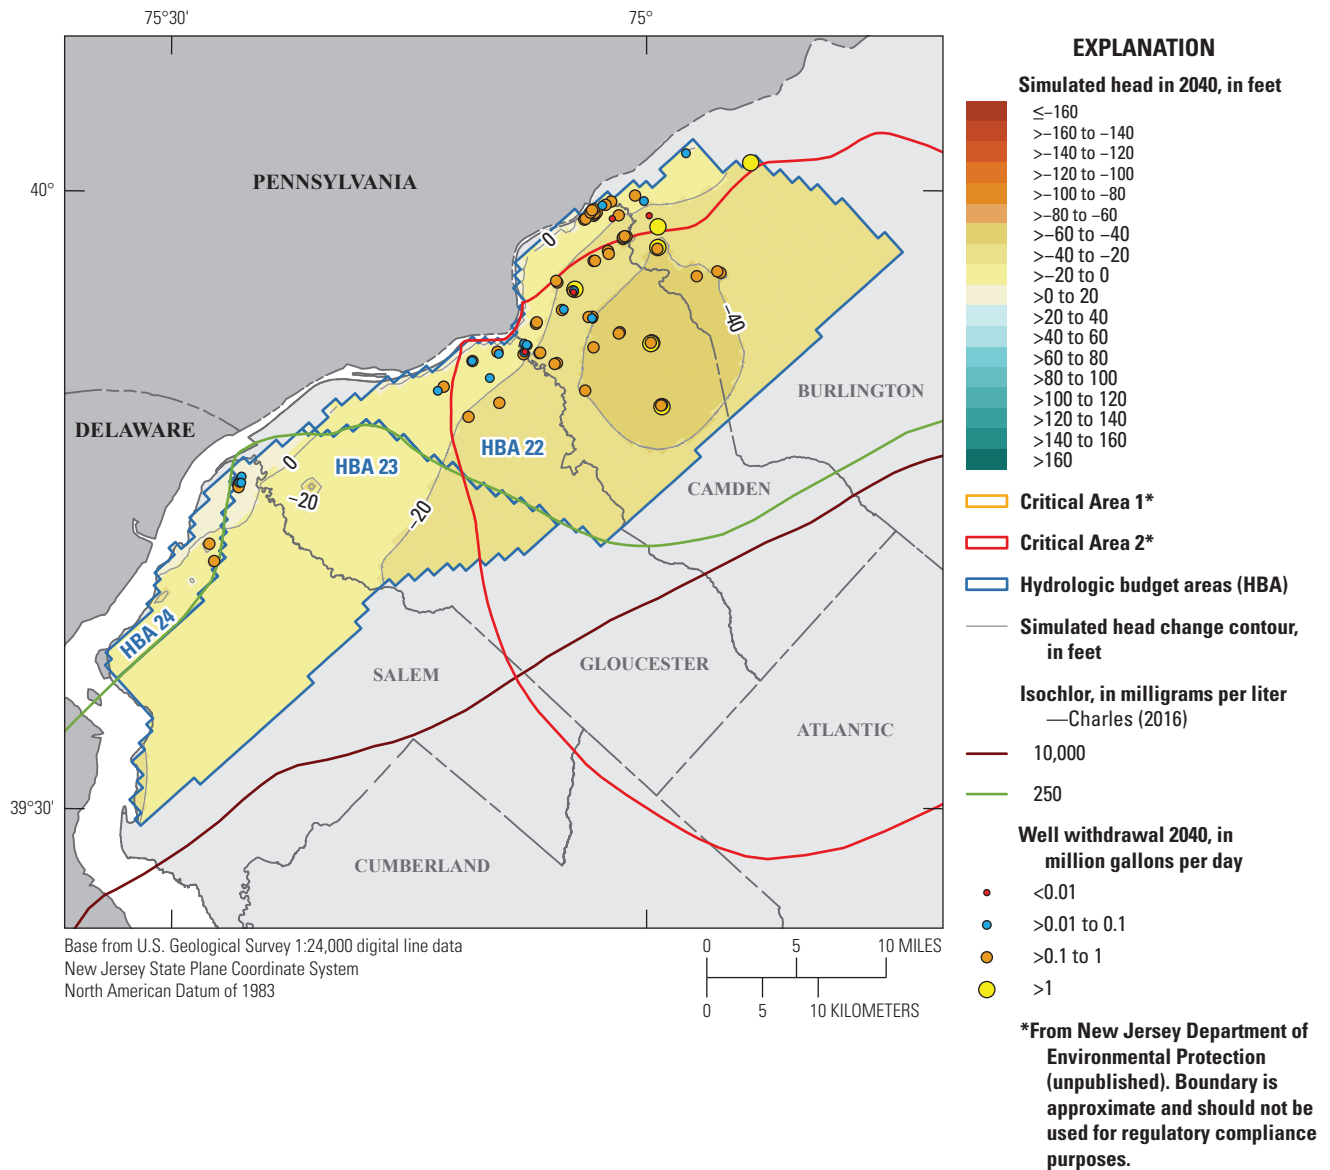 75°30'
75°
40°
39°30'
PENNSYLVANIA
DELAWARE
BURLINGTON
CAMDEN
GLOUCESTER
SALEM
ATLANTIC
CUMBERLAND
HBA 22
HBA 23
HBA 24
0
−40
0
−20
−20
Base from U.S. Geological Survey 1:24,000 digital line data
New Jersey State Plane Coordinate System
North American Datum of 1983
0 5 10 MILES
0 5 10 KILOMETERS
EXPLANATION
Simulated head in 2040, in feet
≤−160
>−160 to −140
>−140 to −120
>−120 to −100
>−100 to −80
>−80 to −60
>−60 to −40
>−40 to −20
>−20 to 0
>0 to 20
>20 to 40
>40 to 60
>60 to 80
>80 to 100
>100 to 120
>120 to 140
>140 to 160
>160
Critical Area 1*
Critical Area 2*
Hydrologic budget areas (HBA)
Simulated head change contour,
in feet
Isochlor, in milligrams per liter
—Charles (2016)
10,000
250
Well withdrawal 2040, in
million gallons per day
<0.01
>0.01 to 0.1
>0.1 to 1
>1
*From New Jersey Department of
Environmental Protection
(unpublished). Boundary is
approximate and should not be
used for regulatory compliance
purposes.